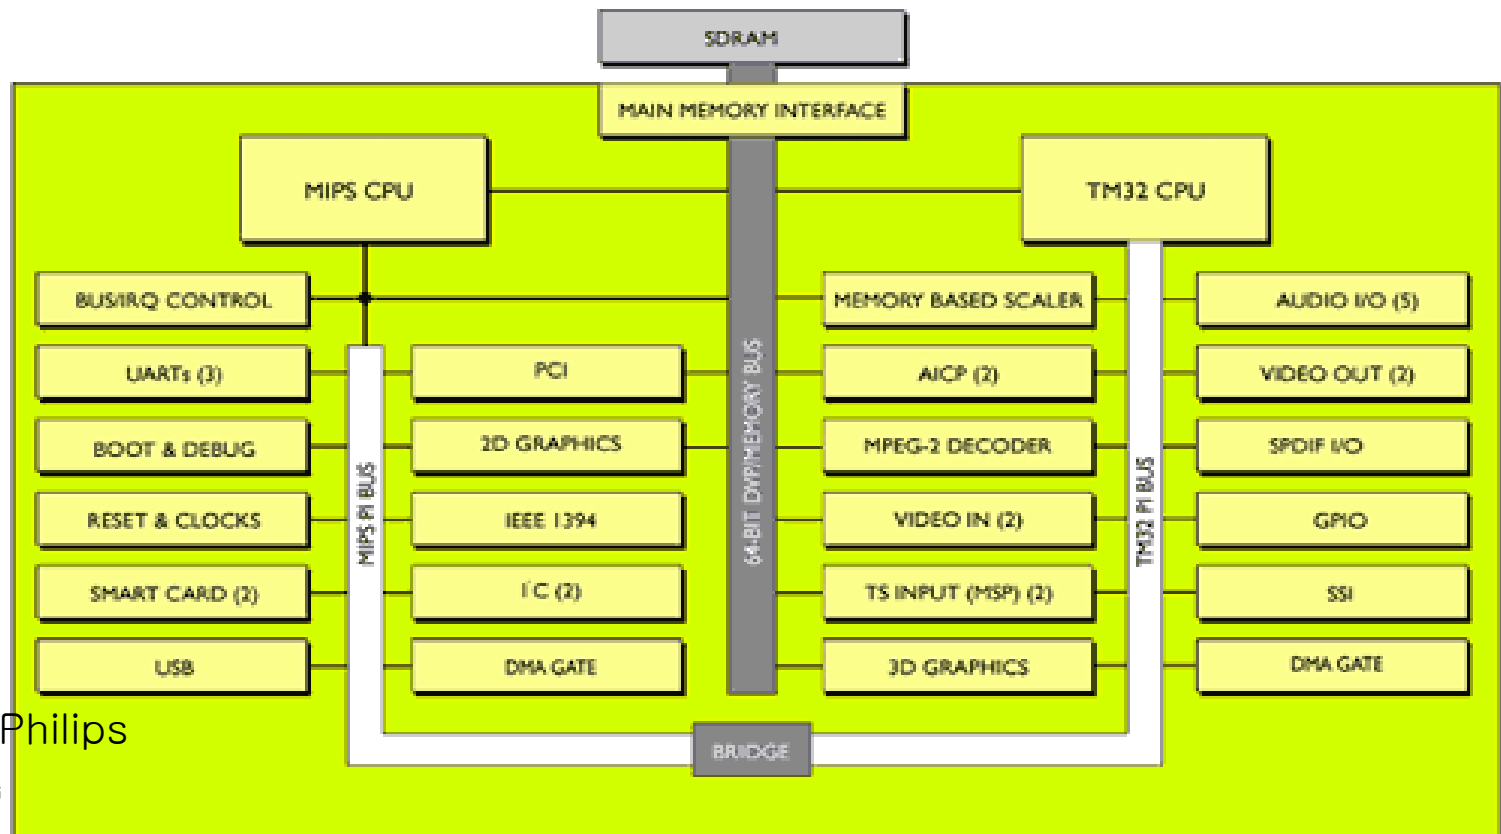 SDRAM
MAIN MEMORY INTERFACE
MIPS CPU
TM32 CPU
BUS/IRQ CONTROL
MEMORY BASED SCALER
AUDIO I/O (5)
UARTs (3)
PCI
AICP (2)
VIDEO OUT (2)
BOOT & DEBUG
2D GRAPHICS
MPEG-2 DECODER
SPDIF I/O
RESET & CLOCKS
IEEE 1394
VIDEO IN (2)
GPIO
SMART CARD (2)
I²C (2)
TS INPUT (MSP) (2)
SSI
USB
DMA GATE
3D GRAPHICS
DMA GATE
MIPS PI BUS
64-BIT DVP/MEMORY BUS
TM32 PI BUS
Philips
BRIDGE